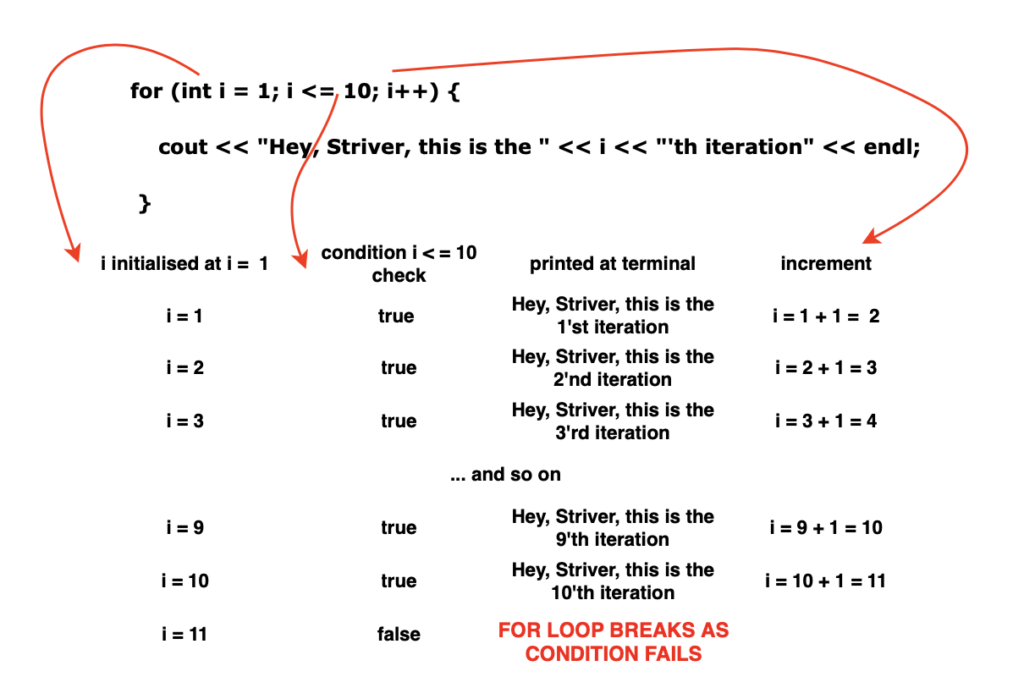 for (int i = 1; i <= 10; i++) {
cout << "Hey, Striver, this is the " << i << "'th iteration" << endl;
}
i initialised at i = 1
condition i < = 10
check
printed at terminal
increment
i = 1
true
Hey, Striver, this is the
1'st iteration
i = 1 + 1 = 2
i = 2
true
Hey, Striver, this is the
2'nd iteration
i = 2 + 1 = 3
i = 3
true
Hey, Striver, this is the
3'rd iteration
i = 3 + 1 = 4
... and so on
i = 9
true
Hey, Striver, this is the
9'th iteration
i = 9 + 1 = 10
i = 10
true
Hey, Striver, this is the
10'th iteration
i = 10 + 1 = 11
i = 11
false
FOR LOOP BREAKS AS
CONDITION FAILS